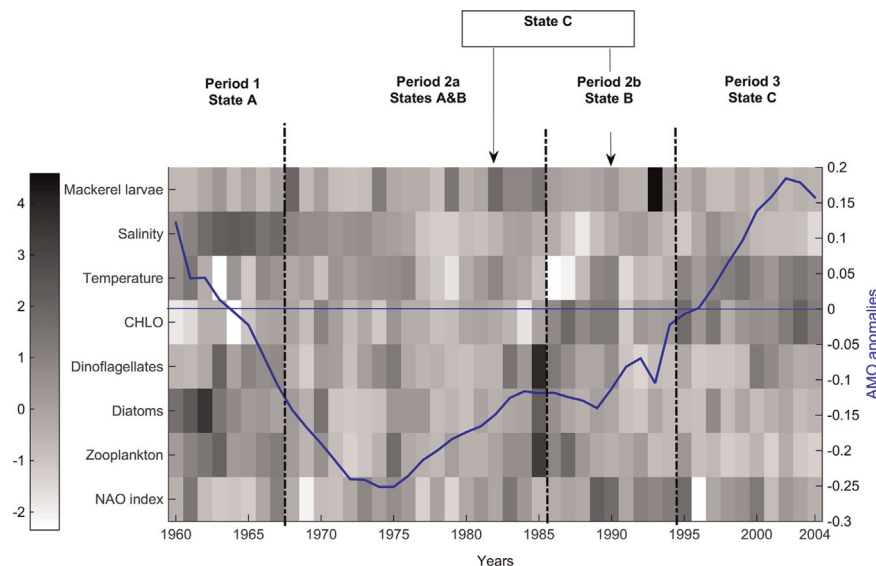 State C
Period 1
State A
Period 2a
States A&B
Period 2b
State B
Period 3
State C
4
3
2
1
0
-1
-2
Mackerel larvae
Salinity
Temperature
CHLO
Dinoflagellates
Diatoms
Zooplankton
NAO index
0.2
0.15
0.1
0.05
0
-0.05
-0.1
-0.15
-0.2
-0.25
-0.3
AMO anomalies
1960 1965 1970 1975 1980 1985 1990 1995 2000 2004
Years